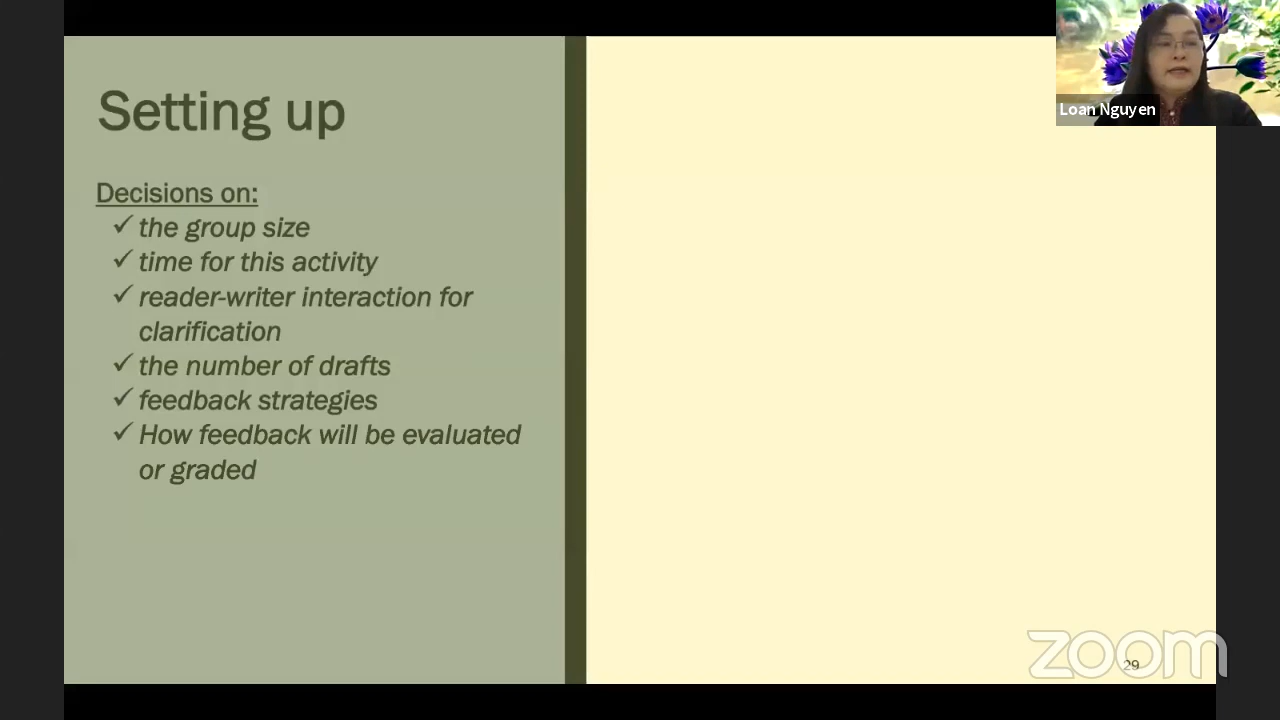 Setting up
Decisions on:
✓ the group size
✓ time for this activity
✓ reader-writer interaction for
clarification
✓ the number of drafts
✓ feedback strategies
✓ How feedback will be evaluated
or graded
Loan Nguyen
zoom
29